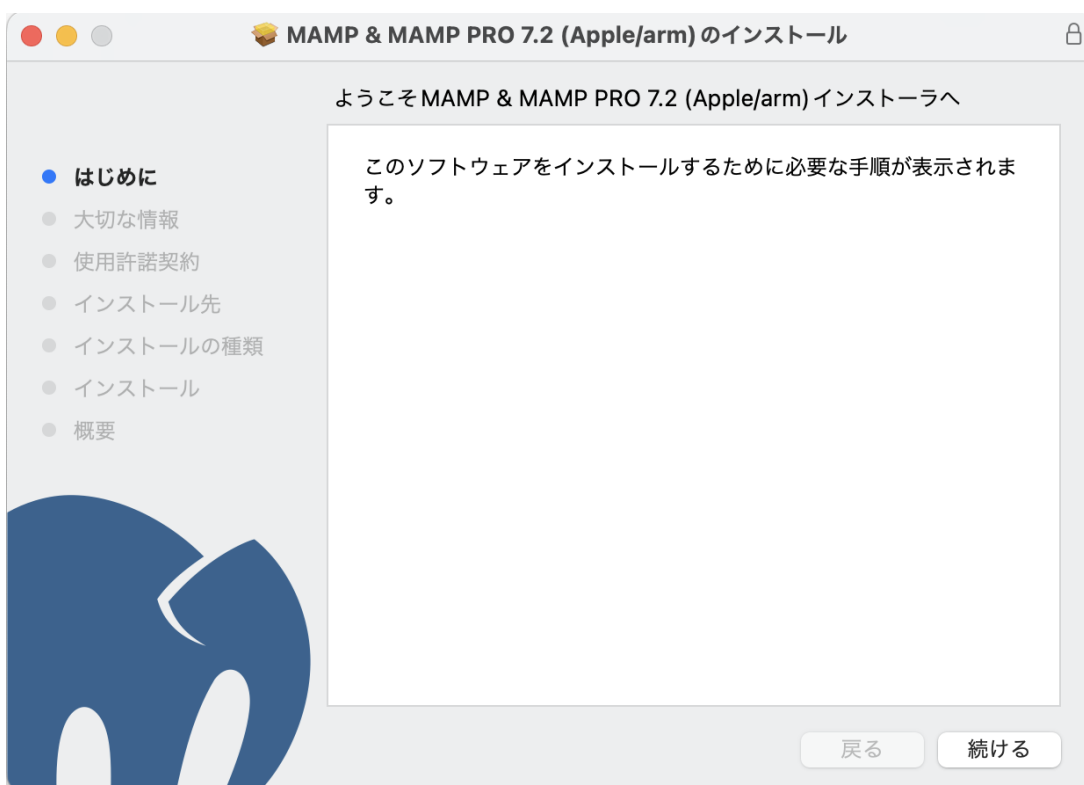 MAMP & MAMP PRO 7.2 (Apple/arm) のインストール
ようこそMAMP & MAMP PRO 7.2 (Apple/arm) インストーラへ
はじめに
大切な情報
使用許諾契約
インストール先
インストールの種類
インストール
概要
このソフトウェアをインストールするために必要な手順が表示されま
す。
戻る
続ける